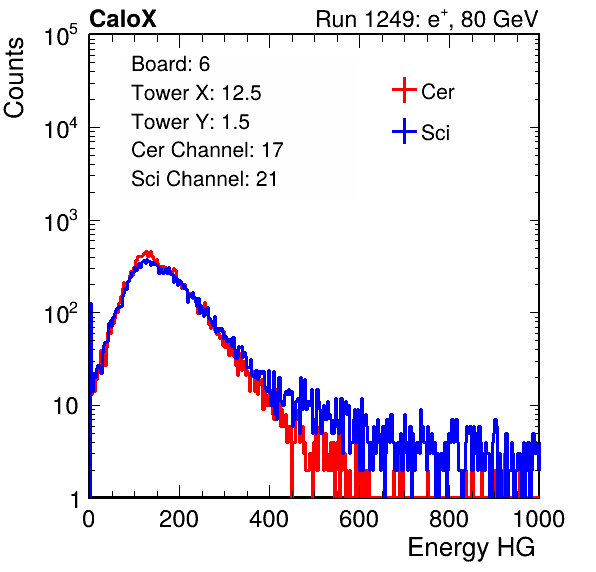 CaloX Run 1249: e⁺, 80 GeV
Counts
10⁵
10⁴
10³
10²
10
1
Board: 6
Tower X: 12.5
Tower Y: 1.5
Cer Channel: 17
Sci Channel: 21
Cer
Sci
0 200 400 600 800 1000
Energy HG